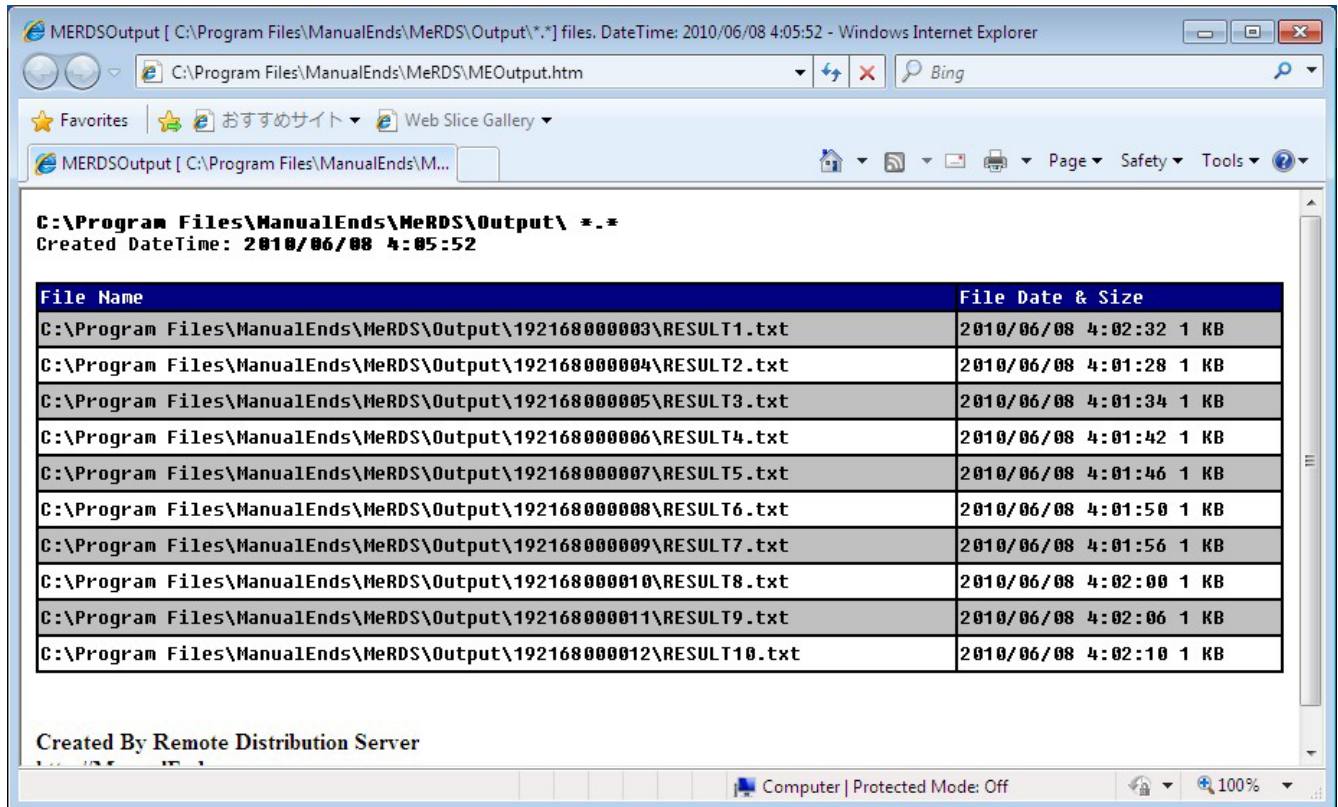 MERDSOutput [ C:\Program Files\ManualEnds\MeRDS\Output\*.*] files. DateTime: 2010/06/08 4:05:52 - Windows Internet Explorer
C:\Program Files\ManualEnds\MeRDS\MEOutput.htm Bing
Favorites おすすめサイト Web Slice Gallery
MERDSOutput [ C:\Program Files\ManualEnds\M... Page Safety Tools
C:\Program Files\ManualEnds\MeRDS\Output\ *.*
Created DateTime: 2010/06/08 4:05:52
File Name File Date & Size
C:\Program Files\ManualEnds\MeRDS\Output\192168000003\RESULT1.txt 2010/06/08 4:02:32 1 KB
C:\Program Files\ManualEnds\MeRDS\Output\192168000004\RESULT2.txt 2010/06/08 4:01:28 1 KB
C:\Program Files\ManualEnds\MeRDS\Output\192168000005\RESULT3.txt 2010/06/08 4:01:34 1 KB
C:\Program Files\ManualEnds\MeRDS\Output\192168000006\RESULT4.txt 2010/06/08 4:01:42 1 KB
C:\Program Files\ManualEnds\MeRDS\Output\192168000007\RESULT5.txt 2010/06/08 4:01:46 1 KB
C:\Program Files\ManualEnds\MeRDS\Output\192168000008\RESULT6.txt 2010/06/08 4:01:50 1 KB
C:\Program Files\ManualEnds\MeRDS\Output\192168000009\RESULT7.txt 2010/06/08 4:01:56 1 KB
C:\Program Files\ManualEnds\MeRDS\Output\192168000010\RESULT8.txt 2010/06/08 4:02:00 1 KB
C:\Program Files\ManualEnds\MeRDS\Output\192168000011\RESULT9.txt 2010/06/08 4:02:06 1 KB
C:\Program Files\ManualEnds\MeRDS\Output\192168000012\RESULT10.txt 2010/06/08 4:02:10 1 KB
Created By Remote Distribution Server
Computer | Protected Mode: Off 100%